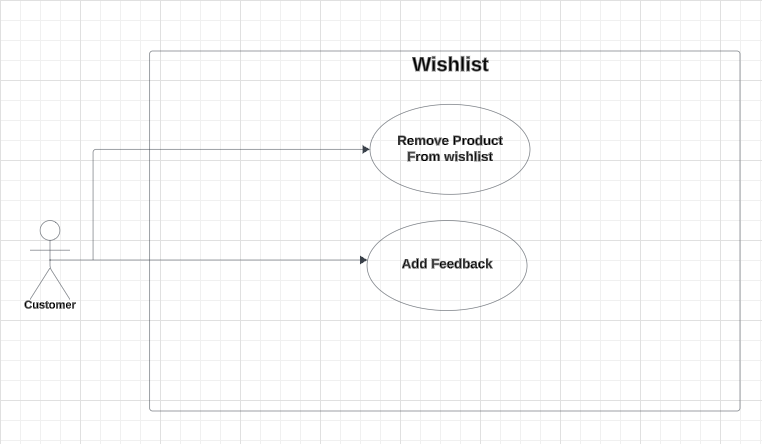 Wishlist
Remove Product
From wishlist
Add Feedback
Customer